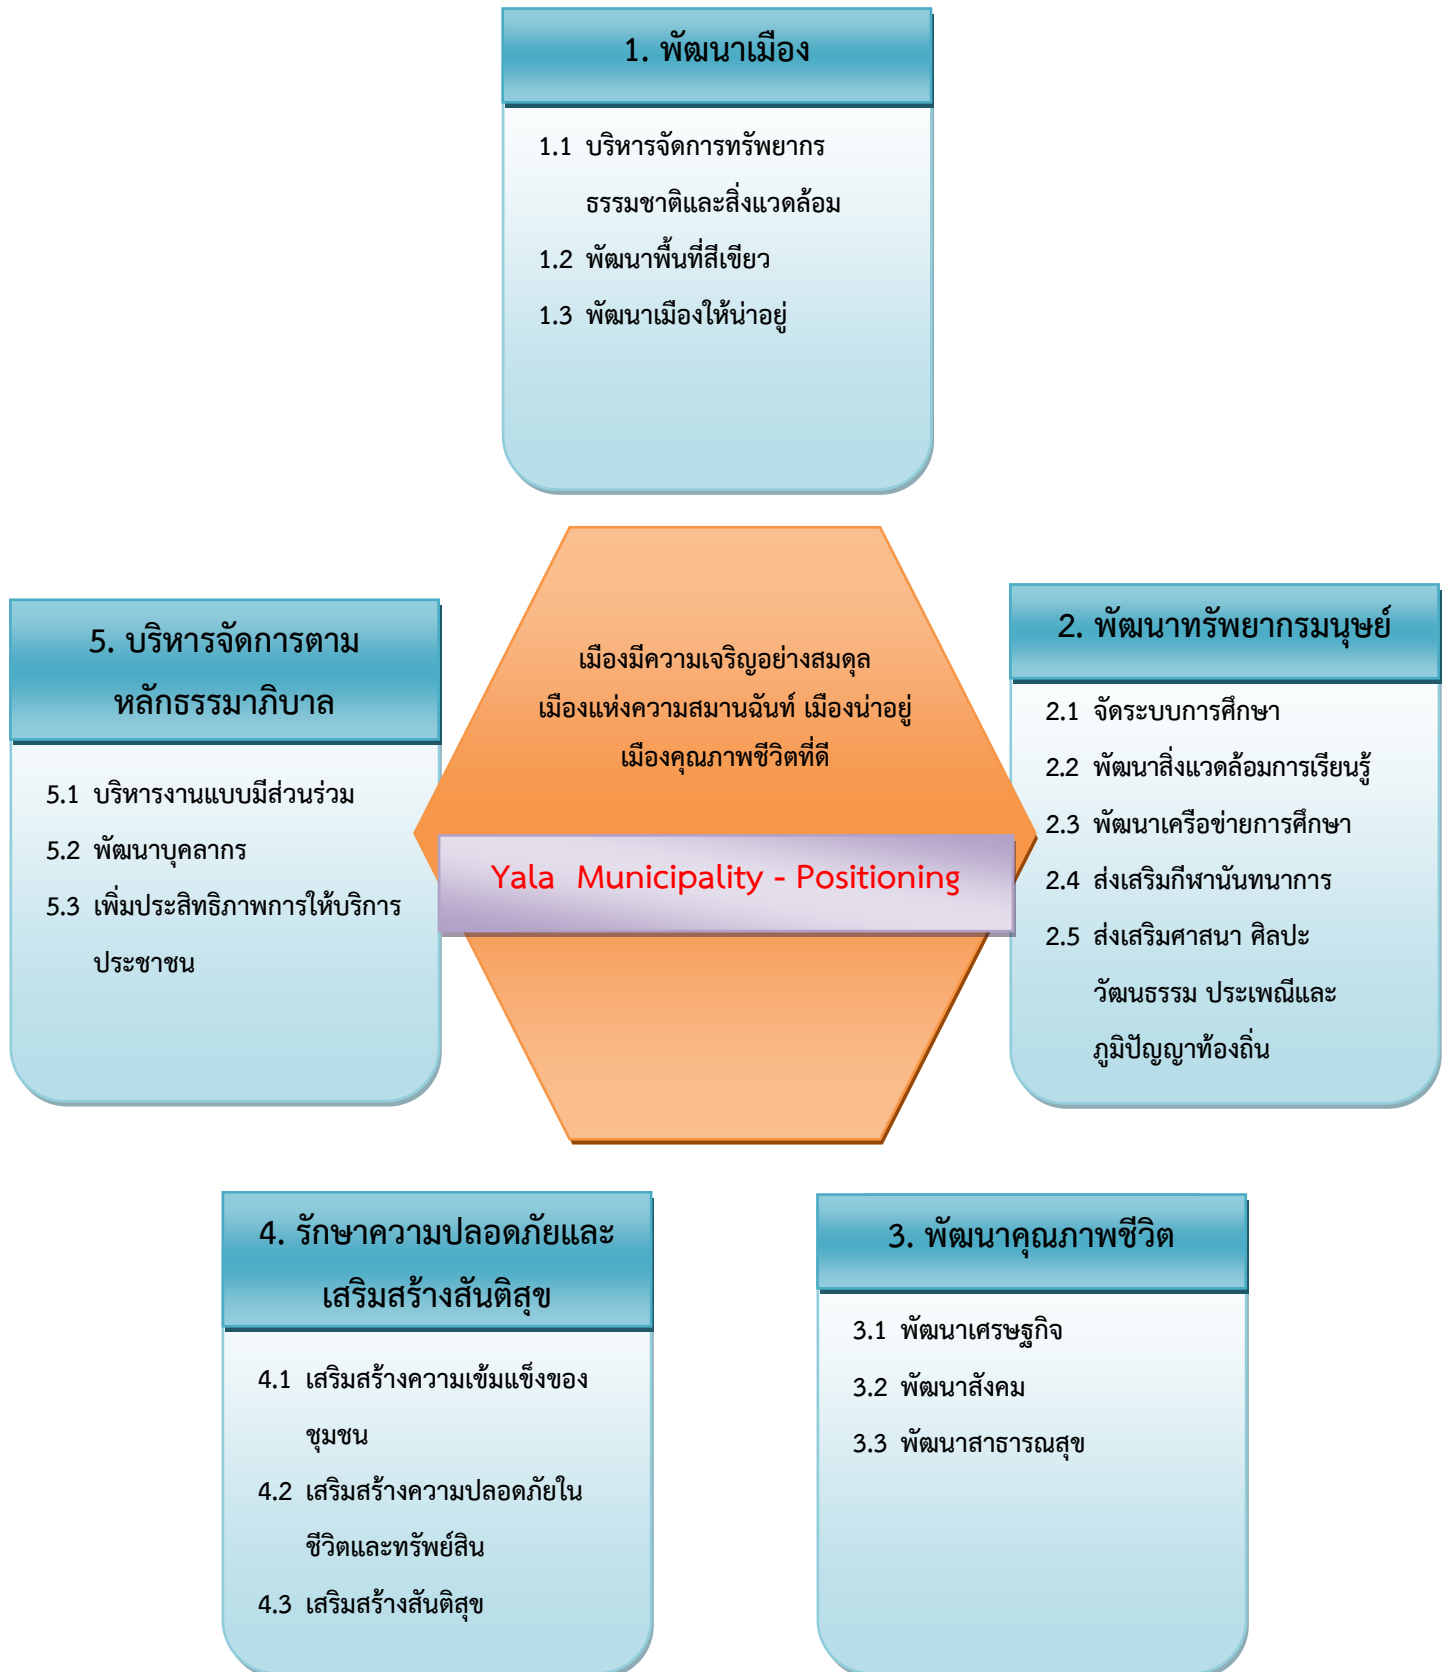 1. พัฒนาเมือง
1.1 บริหารจัดการทรัพยากร
ธรรมชาติและสิ่งแวดล้อม
1.2 พัฒนาพื้นที่สีเขียว
1.3 พัฒนาเมืองให้น่าอยู่
เมืองมีความเจริญอย่างสมดุล
เมืองแห่งความสมานฉันท์ เมืองน่าอยู่
เมืองคุณภาพชีวิตที่ดี
Yala Municipality - Positioning
2. พัฒนาทรัพยากรมนุษย์
2.1 จัดระบบการศึกษา
2.2 พัฒนาสิ่งแวดล้อมการเรียนรู้
2.3 พัฒนาเครือข่ายการศึกษา
2.4 ส่งเสริมกีฬานันทนาการ
2.5 ส่งเสริมศาสนา ศิลปะ
วัฒนธรรม ประเพณีและ
ภูมิปัญญาท้องถิ่น
3. พัฒนาคุณภาพชีวิต
3.1 พัฒนาเศรษฐกิจ
3.2 พัฒนาสังคม
3.3 พัฒนาสาธารณสุข
4. รักษาความปลอดภัยและ
เสริมสร้างสันติสุข
4.1 เสริมสร้างความเข้มแข็งของ
ชุมชน
4.2 เสริมสร้างความปลอดภัยใน
ชีวิตและทรัพย์สิน
4.3 เสริมสร้างสันติสุข
5. บริหารจัดการตาม
หลักธรรมาภิบาล
5.1 บริหารงานแบบมีส่วนร่วม
5.2 พัฒนาบุคลากร
5.3 เพิ่มประสิทธิภาพการให้บริการ
ประชาชน